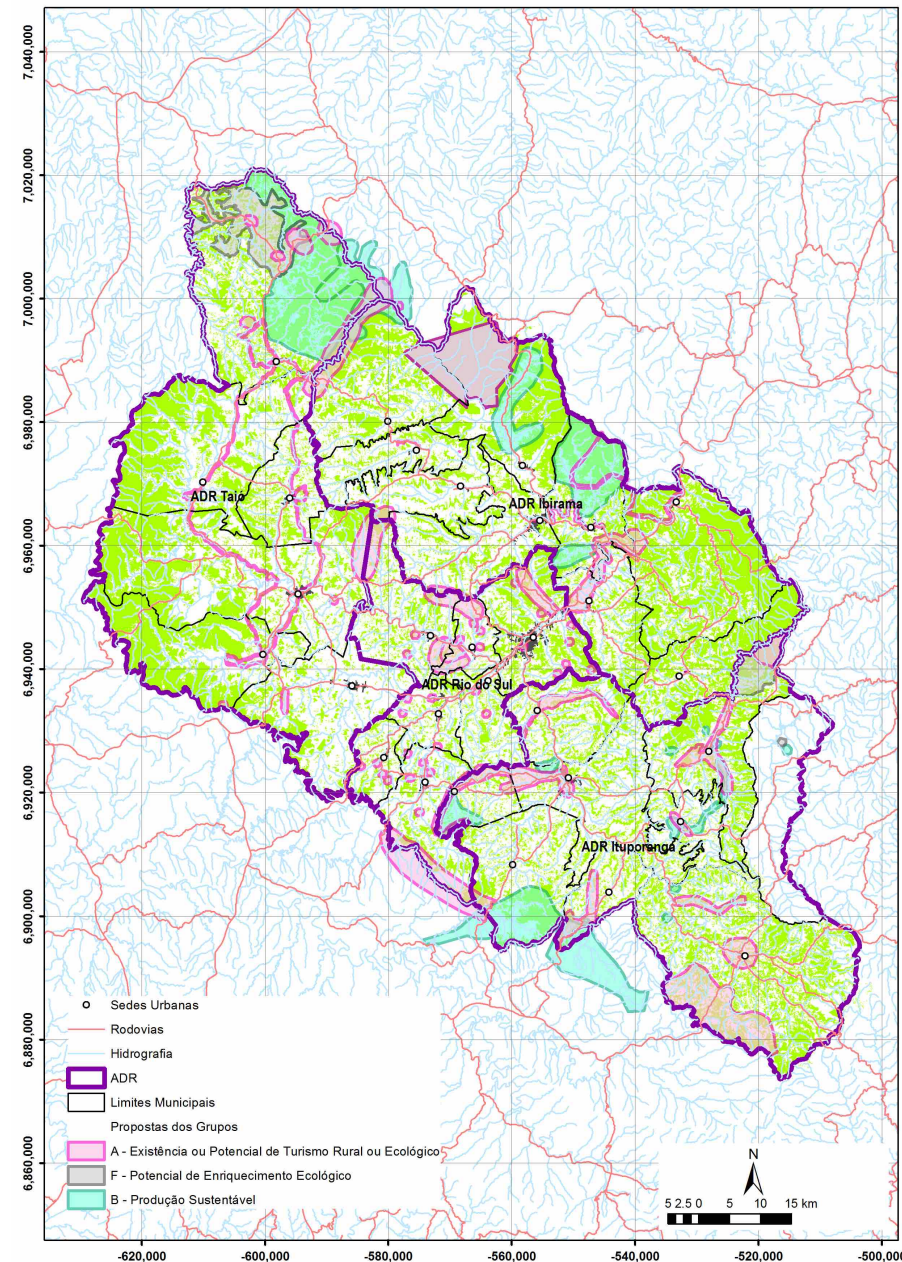 7,040,000
7,020,000
7,000,000
6,980,000
6,960,000
6,940,000
6,920,000
6,900,000
6,880,000
6,860,000
ADR Taió
ADR Ibirama
ADR Rio do Sul
ADR Ituporanga
Sedes Urbanas
Rodovias
Hidrografia
ADR
Limites Municipais
Propostas dos Grupos
A - Existência ou Potencial de Turismo Rural ou Ecológico
F - Potencial de Enriquecimento Ecológico
B - Produção Sustentável
N
5 2.5 0 5 10 15 km
-620,000 -600,000 -580,000 -560,000 -540,000 -520,000 -500,00